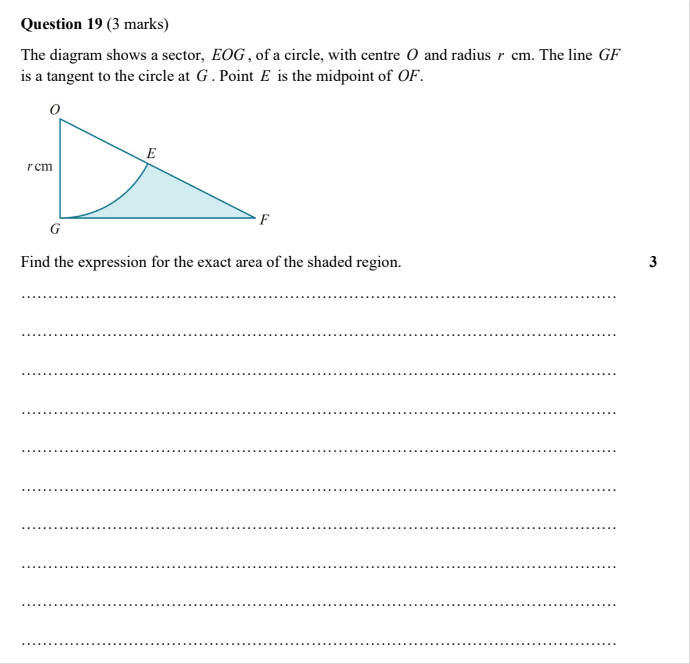 Question 19 (3 marks)
The diagram shows a sector, EOG, of a circle, with centre O and radius r cm. The line GF
is a tangent to the circle at G. Point E is the midpoint of OF.
O
E
r cm
F
G
Find the expression for the exact area of the shaded region. 3